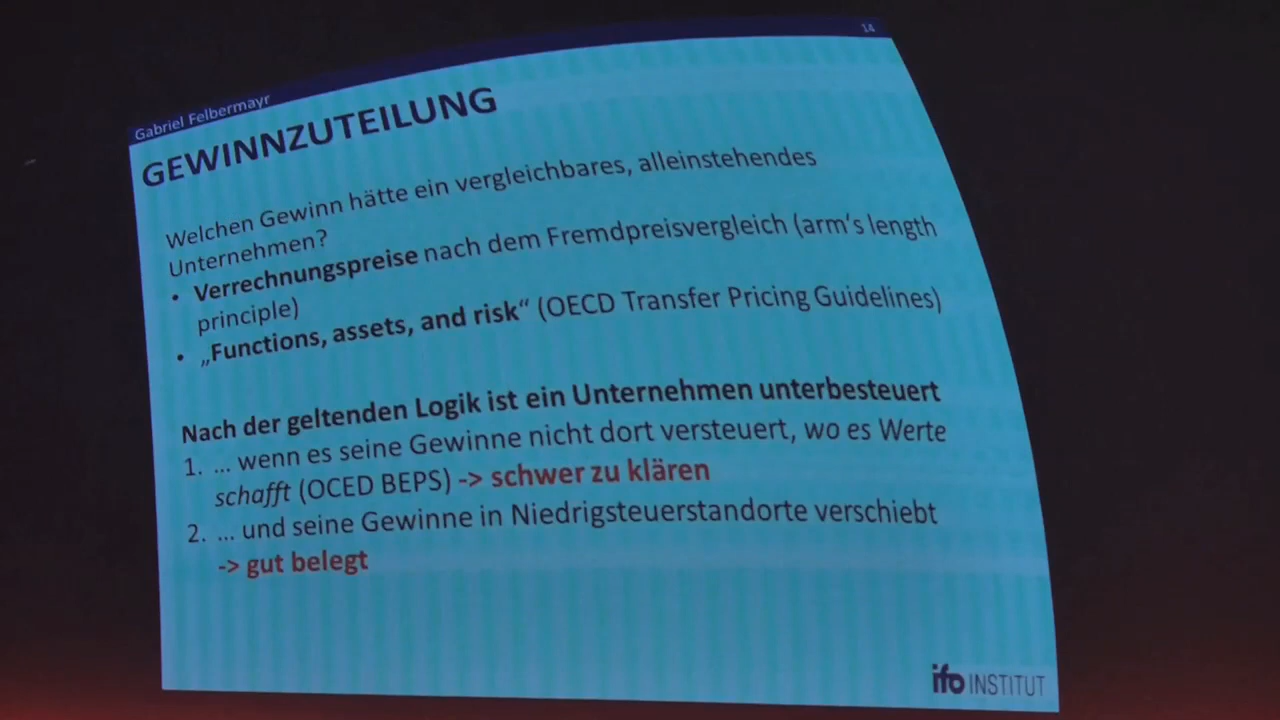 14
Gabriel Felbermayr
GEWINNZUTEILUNG
Welchen Gewinn hätte ein vergleichbares, alleinstehendes
Unternehmen?
• Verrechnungspreise nach dem Fremdpreisvergleich (arm's length
principle)
• „Functions, assets, and risk“ (OECD Transfer Pricing Guidelines)
Nach der geltenden Logik ist ein Unternehmen unterbesteuert
1. ... wenn es seine Gewinne nicht dort versteuert, wo es Werte
schafft (OCED BEPS) -> schwer zu klären
2. ... und seine Gewinne in Niedrigsteuerstandorte verschiebt
-> gut belegt
ifo INSTITUT